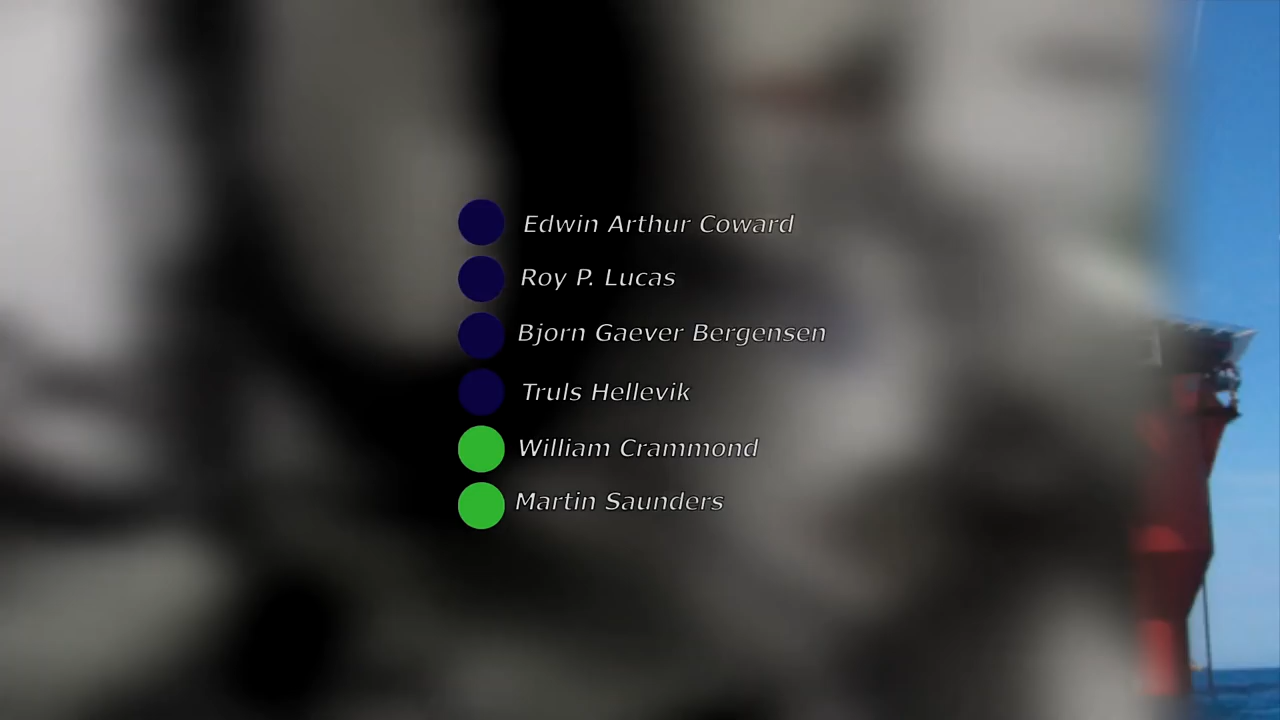 Edwin Arthur Coward
Roy P. Lucas
Bjorn Gaever Bergensen
Truls Hellevik
William Crammond
Martin Saunders